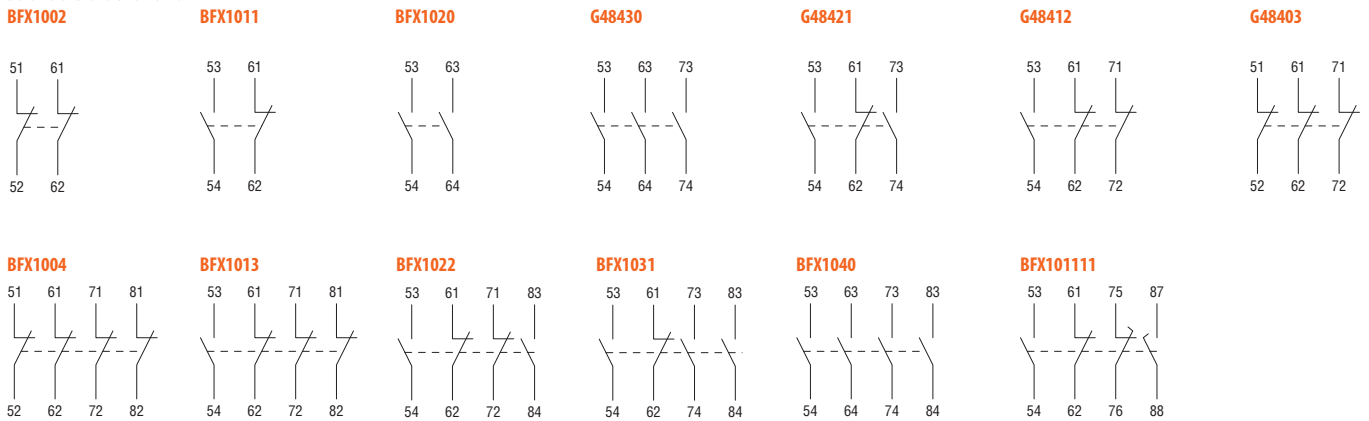 BFX1002 BFX1011 BFX1020 G48430 G48421 G48412 G48403
51 61 53 61 53 63 53 63 73 53 61 73 53 61 71 51 61 71
52 62 54 62 54 64 54 64 74 54 62 74 54 62 72 52 62 72
BFX1004 BFX1013 BFX1022 BFX1031 BFX1040 BFX101111
51 61 71 81 53 61 71 81 53 61 71 83 53 61 73 83 53 63 73 83 53 61 75 87
52 62 72 82 54 62 72 82 54 62 72 84 54 62 74 84 54 64 74 84 54 62 76 88